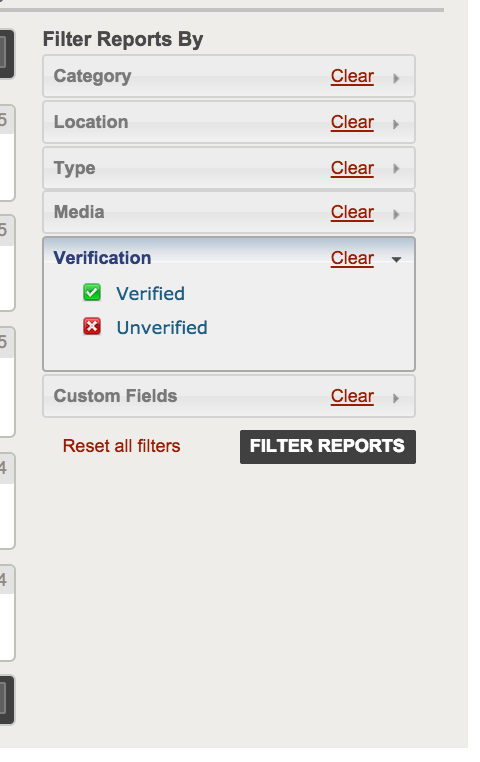 Filter Reports By
Category Clear
Location Clear
Type Clear
Media Clear
Verification Clear
Verified
Unverified
Custom Fields Clear
Reset all filters FILTER REPORTS
5
5
5
4
4